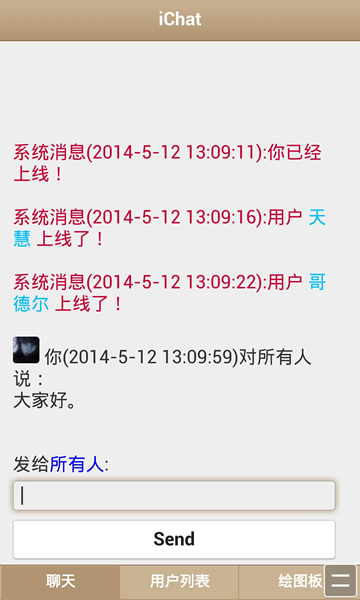 iChat
系统消息(2014-5-12 13:09:11):你已经
上线！
系统消息(2014-5-12 13:09:16):用户 天
慧 上线了！
系统消息(2014-5-12 13:09:22):用户 哥
德尔 上线了！
你(2014-5-12 13:09:59)对所有人
说：
大家好。
发给所有人:
Send
聊天 用户列表 绘图板